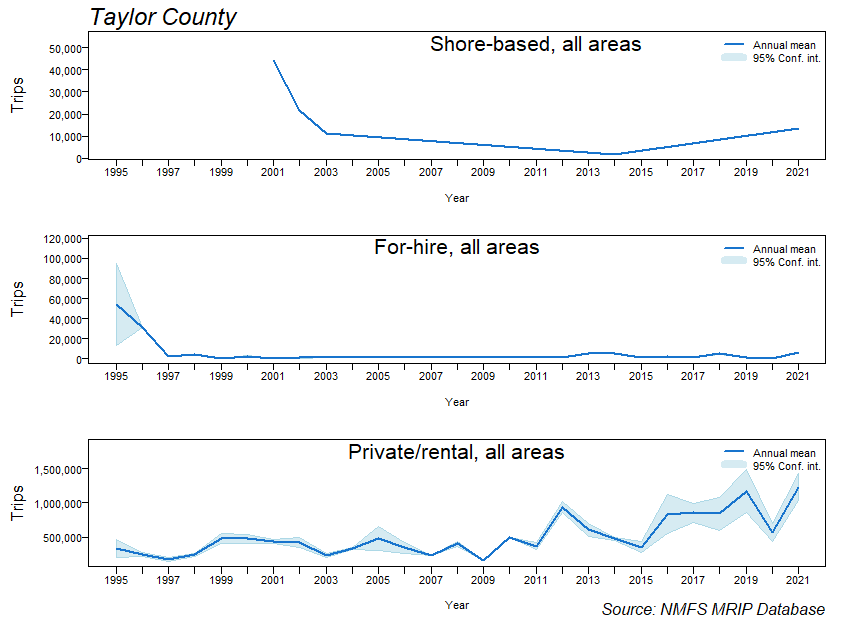 Taylor County
Shore-based, all areas
Annual mean
95% Conf. int.
50,000
40,000
30,000
20,000
10,000
0
Trips
1995 1997 1999 2001 2003 2005 2007 2009 2011 2013 2015 2017 2019 2021
Year
For-hire, all areas
Annual mean
95% Conf. int.
120,000
100,000
80,000
60,000
40,000
20,000
0
Trips
1995 1997 1999 2001 2003 2005 2007 2009 2011 2013 2015 2017 2019 2021
Year
Private/rental, all areas
Annual mean
95% Conf. int.
1,500,000
1,000,000
500,000
Trips
1995 1997 1999 2001 2003 2005 2007 2009 2011 2013 2015 2017 2019 2021
Year
Source: NMFS MRIP Database